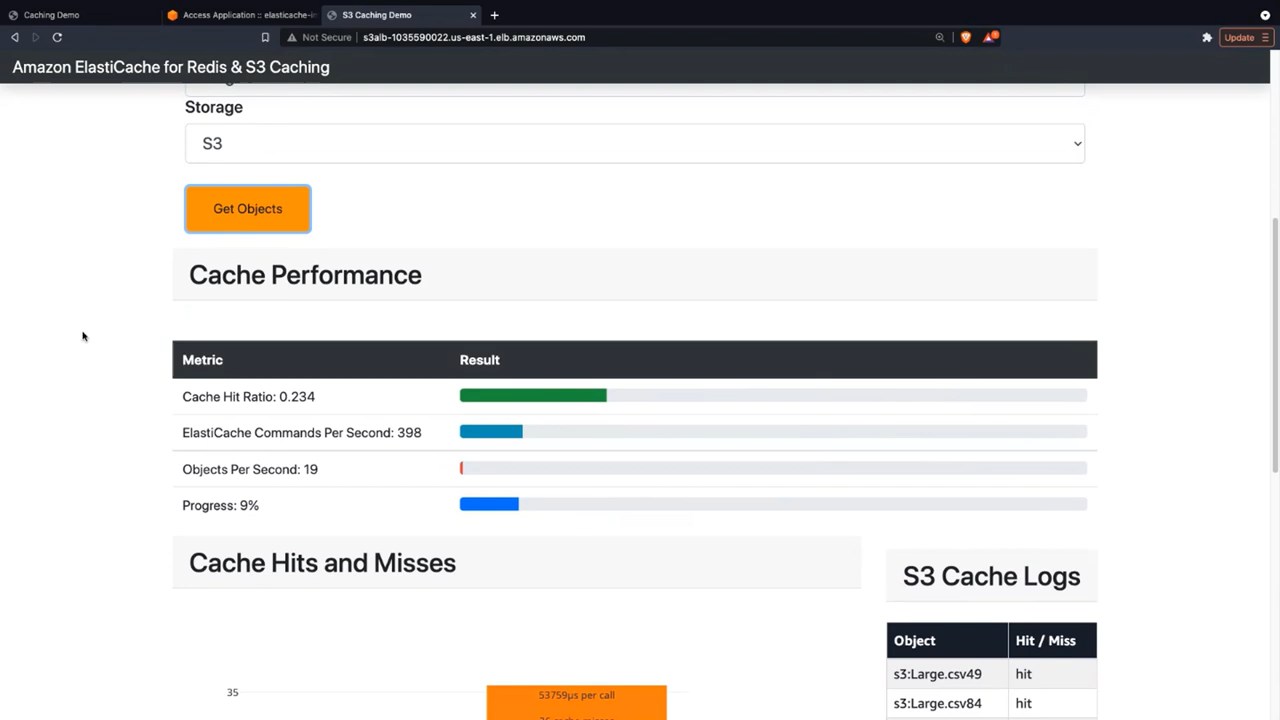 Caching Demo
Access Application :: elasticache-i
S3 Caching Demo
Not Secure
s3alb-1035590022.us-east-1.elb.amazonaws.com
Update
Amazon ElastiCache for Redis & S3 Caching
Storage
S3
Get Objects
Cache Performance
Metric Result
Cache Hit Ratio: 0.234
ElastiCache Commands Per Second: 398
Objects Per Second: 19
Progress: 9%
Cache Hits and Misses
S3 Cache Logs
Object Hit / Miss
s3:Large.csv49 hit
s3:Large.csv84 hit
35
53759µs per call
cache misses